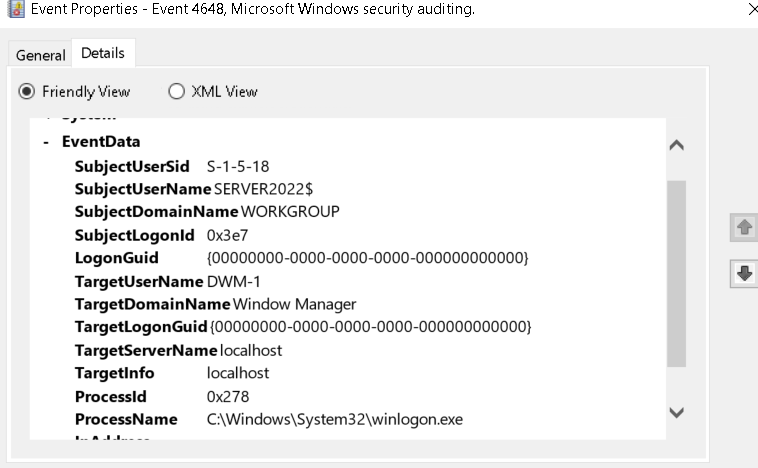 Event Properties - Event 4648, Microsoft Windows security auditing.
General Details
Friendly View XML View
- EventData
SubjectUserSid S-1-5-18
SubjectUserName SERVER2022$
SubjectDomainName WORKGROUP
SubjectLogonId 0x3e7
LogonGuid {00000000-0000-0000-0000-000000000000}
TargetUserName DWM-1
TargetDomainName Window Manager
TargetLogonGuid {00000000-0000-0000-0000-000000000000}
TargetServerName localhost
TargetInfo localhost
ProcessId 0x278
ProcessName C:\Windows\System32\winlogon.exe